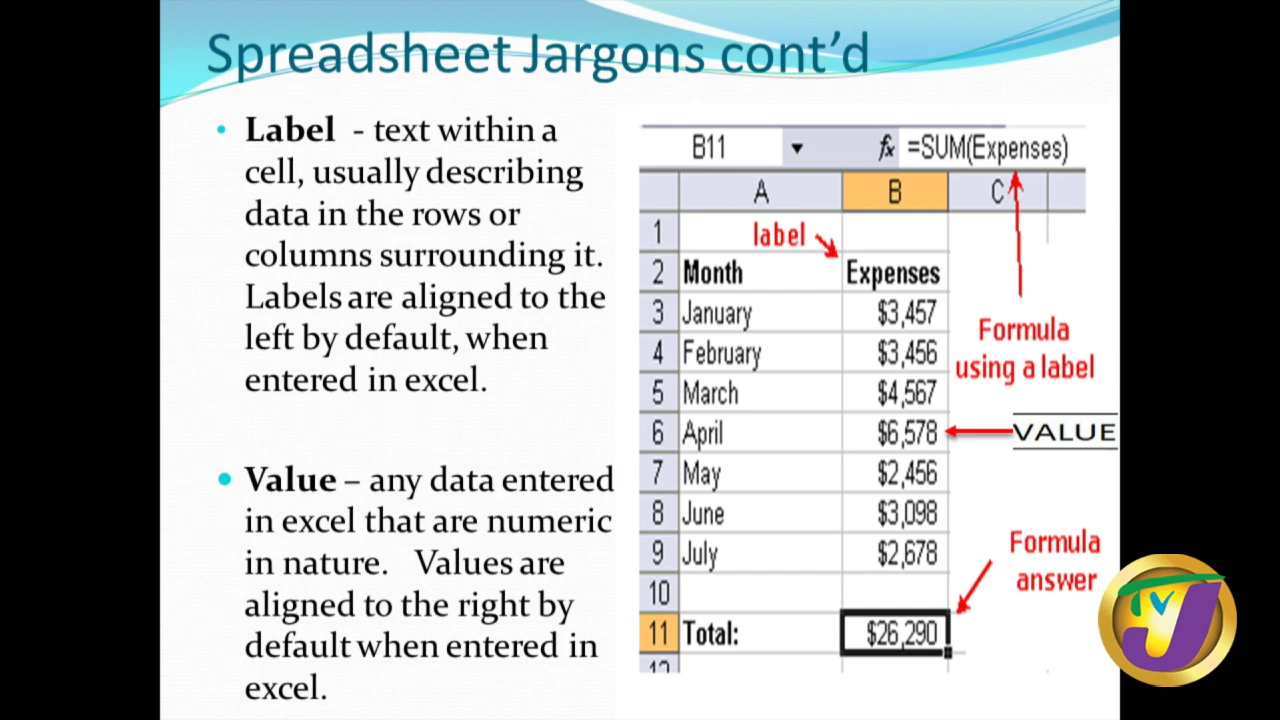 Spreadsheet Jargons cont'd
• Label - text within a
cell, usually describing
data in the rows or
columns surrounding it.
Labels are aligned to the
left by default, when
entered in excel.
• Value – any data entered
in excel that are numeric
in nature. Values are
aligned to the right by
default when entered in
excel.
B11 fx =SUM(Expenses)
A B C
1 label
2 Month Expenses
3 January $3,457
Formula
4 February $3,456
using a label
5 March $4,567
6 April $6,578 VALUE
7 May $2,456
8 June $3,098
9 July $2,678
Formula
answer
10
11 Total: $26,290
12
TVJ